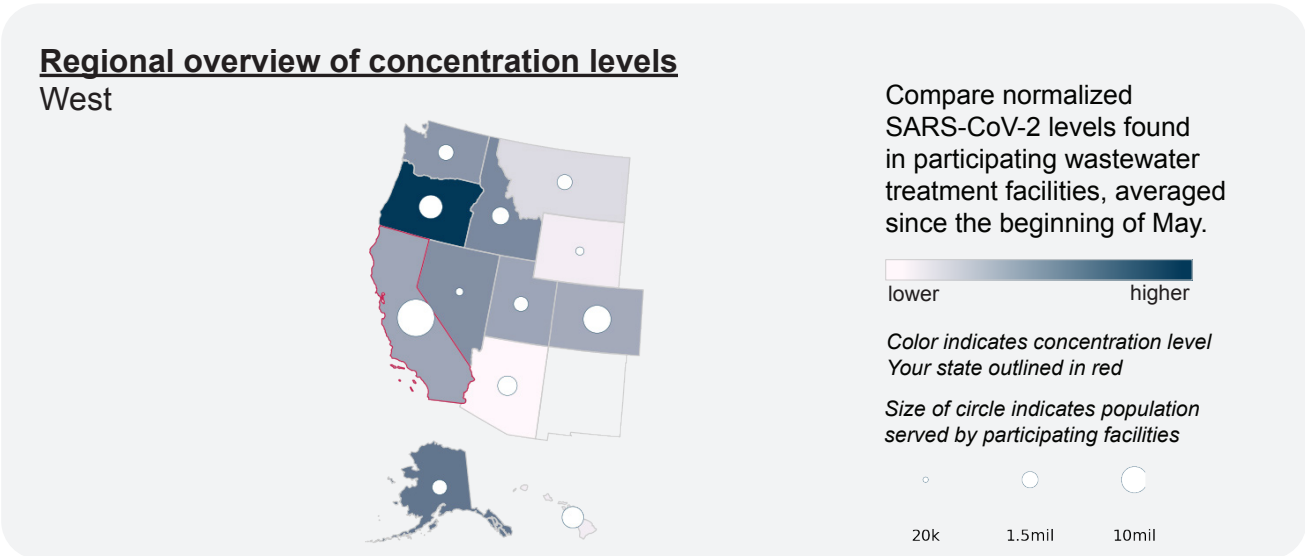 Regional overview of concentration levels
West
Compare normalized
SARS-CoV-2 levels found
in participating wastewater
treatment facilities, averaged
since the beginning of May.
lower higher
Color indicates concentration level
Your state outlined in red
Size of circle indicates population
served by participating facilities
20k 1.5mil 10mil